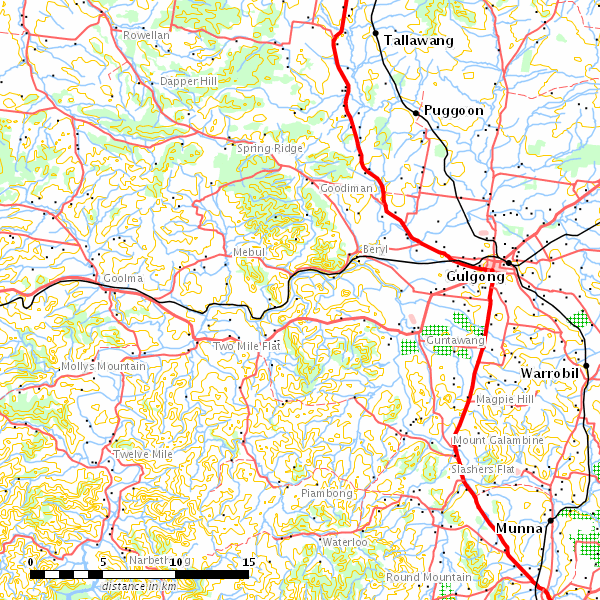 Rowellan
Tallawang
Dapper Hill
Puggoon
Spring Ridge
Goodiman
Beryl
Mebul
Gulgong
Goolma
Guntawang
Two Mile Flat
Mollys Mountain
Warrobil
Magpie Hill
Mount Galambine
Twelve Mile
Slashers Flat
Piambong
Munna
Waterloo
0 5 10 15
Round Mountain
distance in km